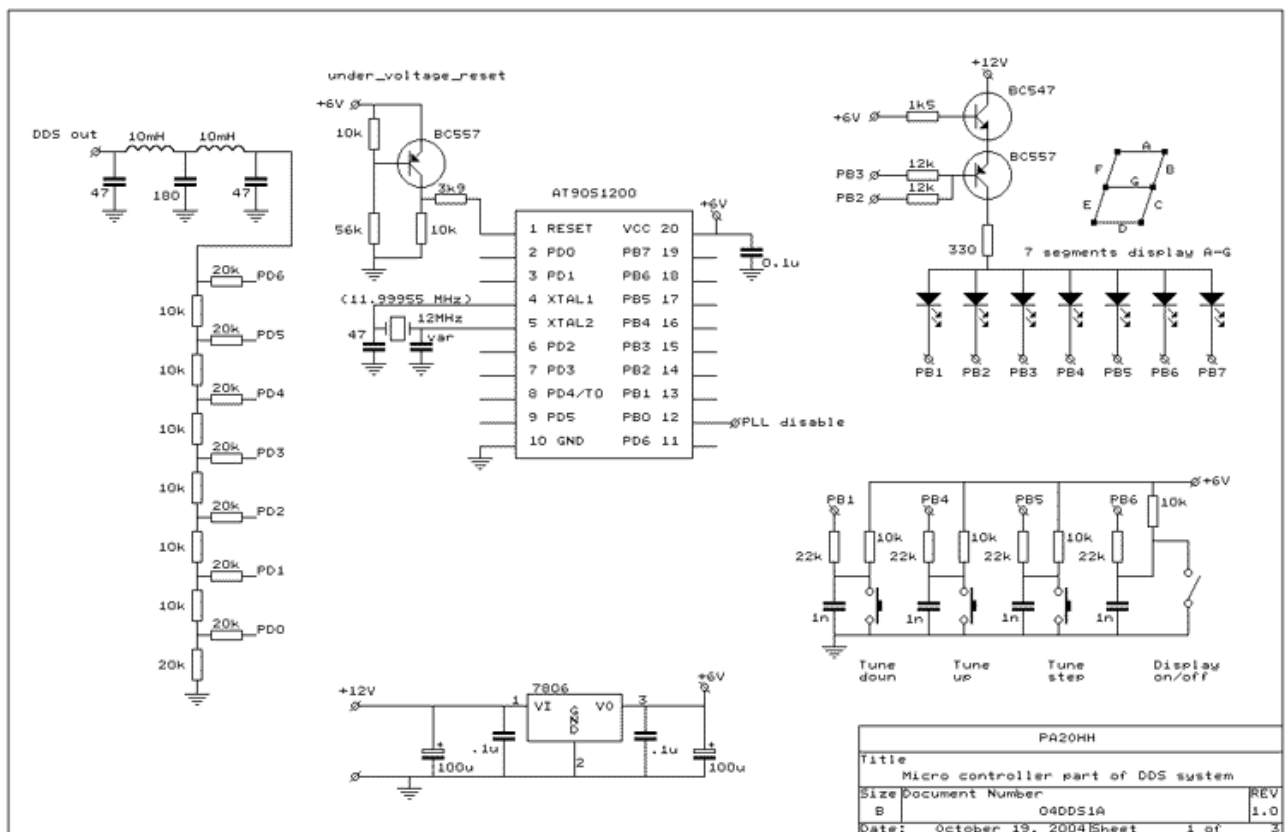 under_voltage_reset
+6V
10k
BC557
3k9
56k
10k
DDS out
10mH
10mH
47
180
47
20k
PD6
10k
20k
PD5
10k
20k
PD4
10k
20k
PD3
10k
20k
PD2
10k
20k
PD1
10k
20k
PD0
20k
(11.99955 MHz)
12MHz
47
var
AT90S1200
1 RESET VCC 20
2 PD0 PB7 19
3 PD1 PB6 18
4 XTAL1 PB5 17
5 XTAL2 PB4 16
6 PD2 PB3 15
7 PD3 PB2 14
8 PD4/T0 PB1 13
9 PD5 PB0 12
10 GND PD6 11
+6V
0.1u
PLL disable
+12V
BC547
1k5
+6V
BC557
12k
PB3
12k
PB2
330
A
F
B
G
E
C
D
7 segments display A-G
PB1 PB2 PB3 PB4 PB5 PB6 PB7
+6V
PB1 PB4 PB5 PB6
10k
10k 10k 10k
22k 22k 22k 22k
1n 1n 1n 1n
Tune down
Tune up
Tune step
Display on/off
+12V
7806
+6V
1 VI VO 3
GND
2
.1u
.1u
+
100u
+
100u
PA20HH
Title
Micro controller part of DDS system
Size Document Number REV
B 04DDS1A 1.0
Date: October 19, 2004 Sheet 1 of 3